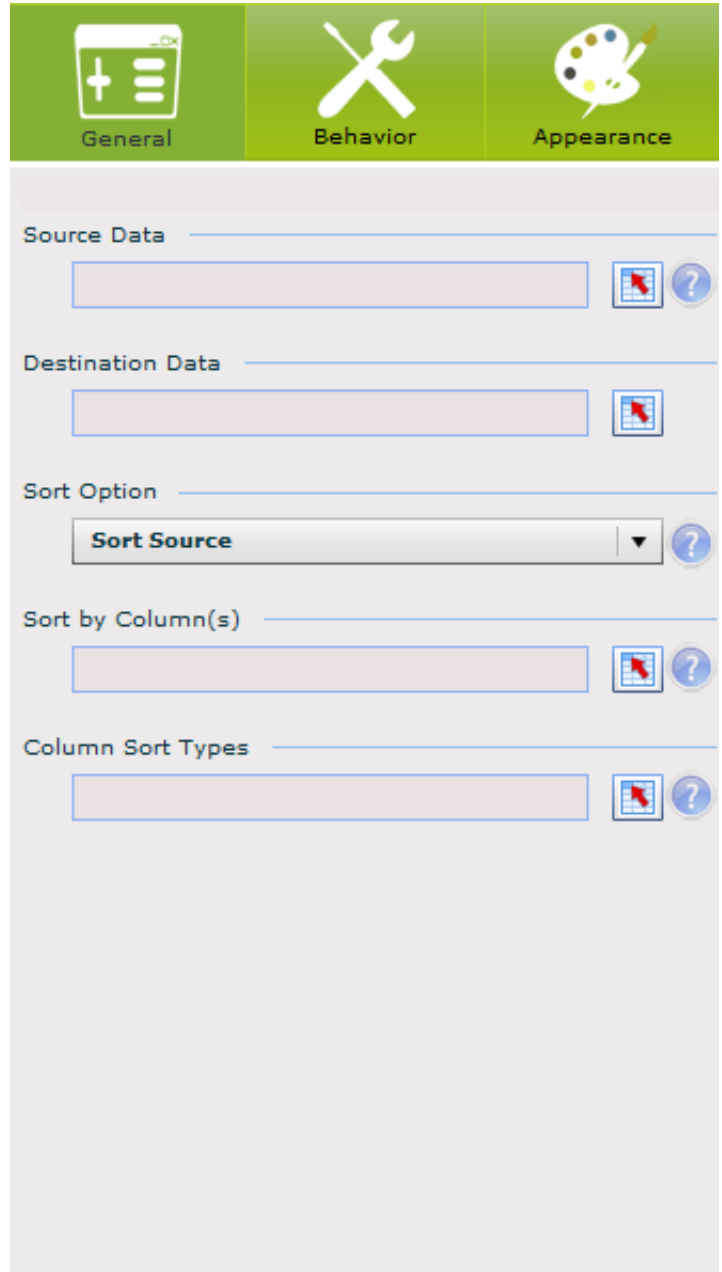 General
Behavior
Appearance
Source Data
?
Destination Data
Sort Option
Sort Source
?
Sort by Column(s)
?
Column Sort Types
?